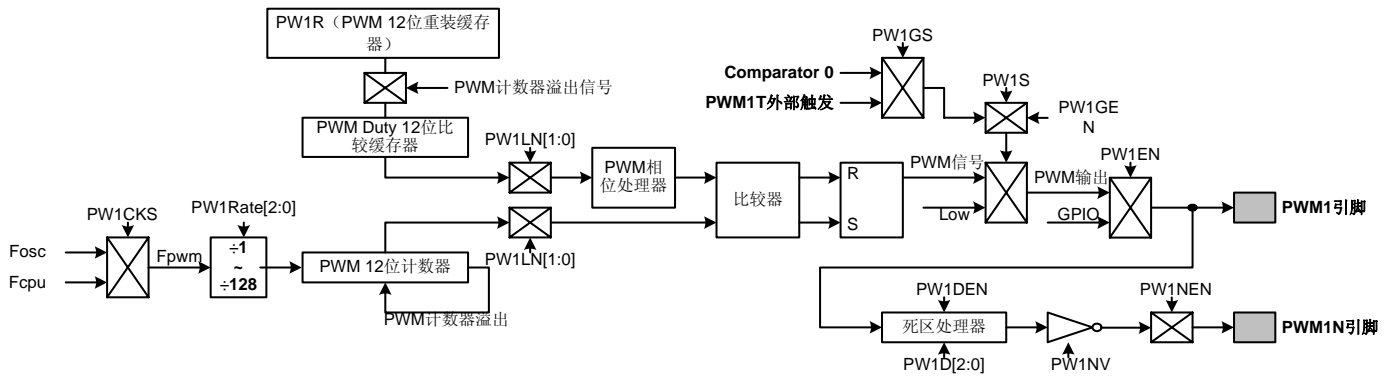 PW1R（PWM 12位重装缓存
器）
PWM计数器溢出信号
PWM Duty 12位比
较缓存器
PW1LN[1:0]
PWM相
位处理器
比较器
R
S
PW1LN[1:0]
PW1CKS
Fosc
Fcpu
Fpwm
PW1Rate[2:0]
÷1
~
÷128
PWM 12位计数器
PWM计数器溢出
PW1GS
Comparator 0
PWM1T外部触发
PW1S
PW1GE
N
PWM信号
Low
PWM输出
GPIO
PW1EN
PWM1引脚
PW1DEN
死区处理器
PW1D[2:0]
PW1NV
PW1NEN
PWM1N引脚